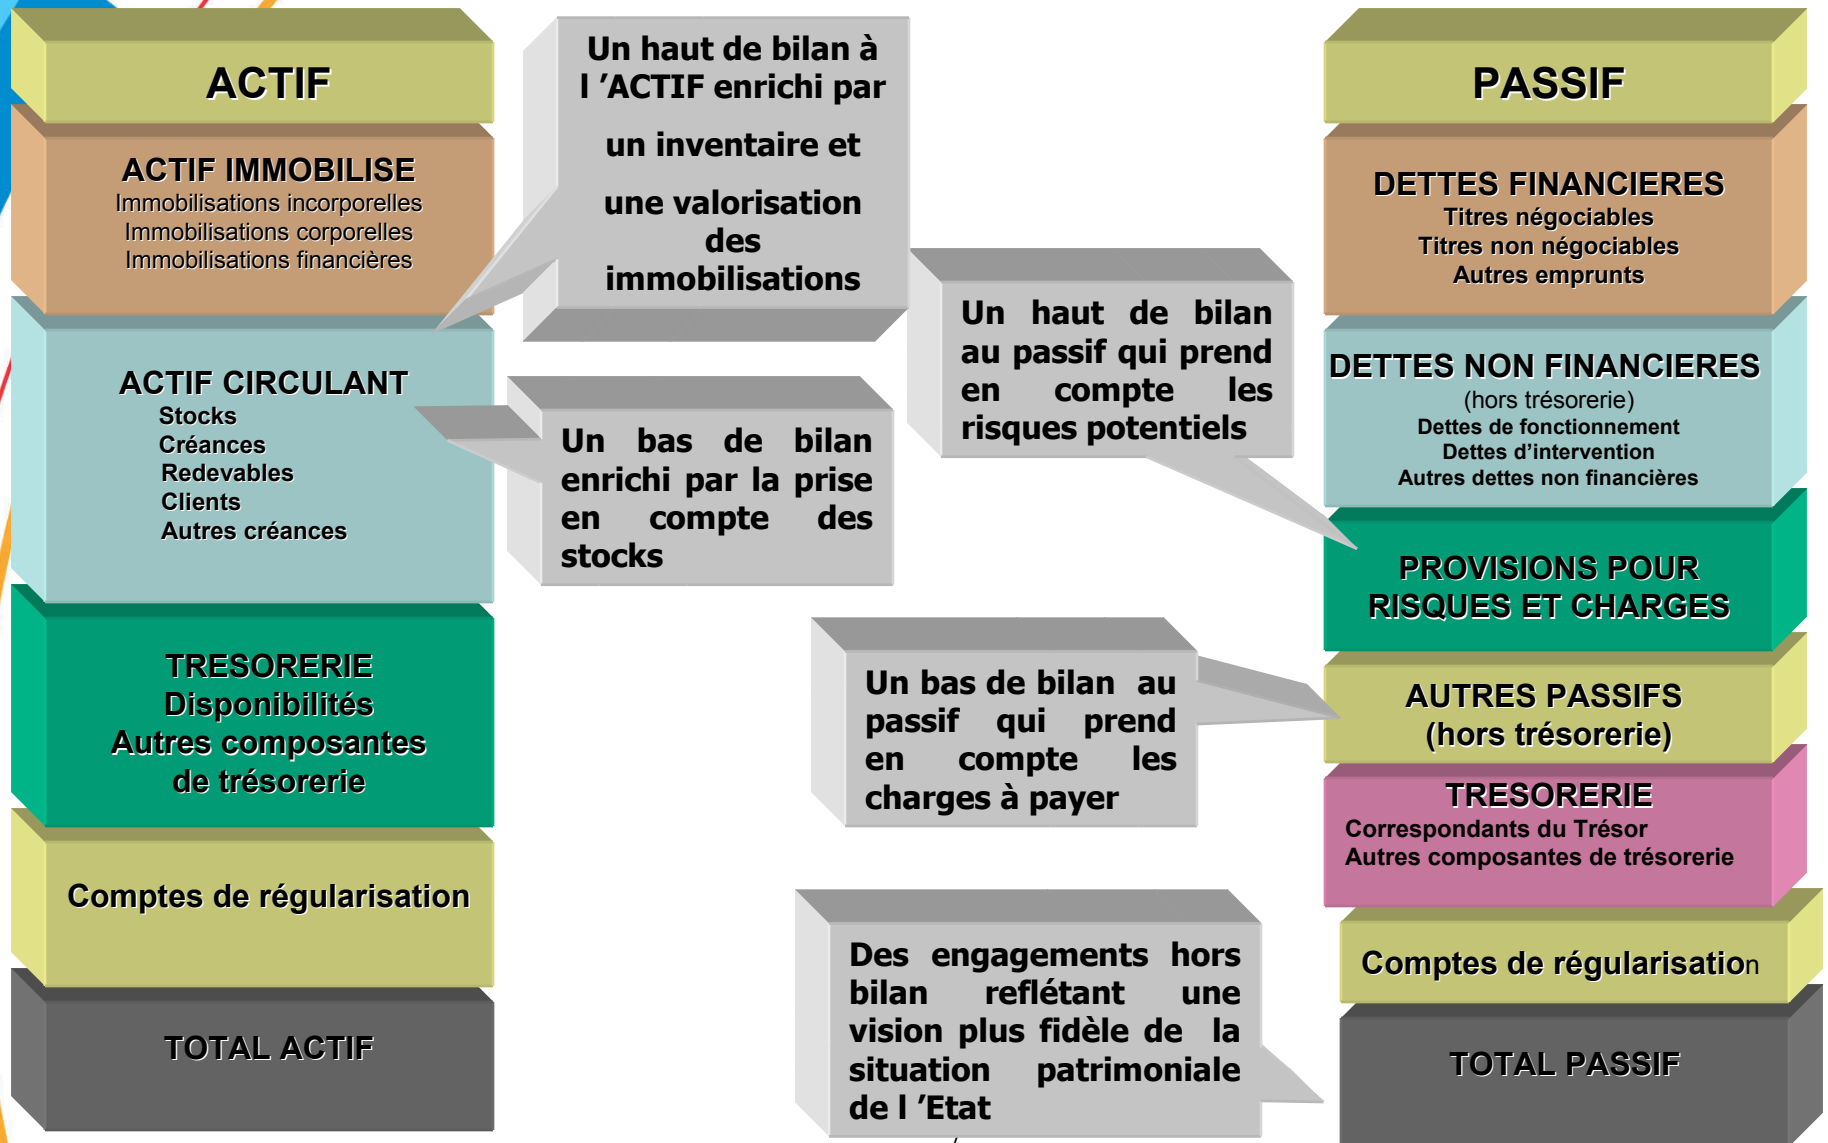 ACTIF
ACTIF IMMOBILISE
Immobilisations incorporelles
Immobilisations corporelles
Immobilisations financières
ACTIF CIRCULANT
Stocks
Créances
Redevables
Clients
Autres créances
TRESORERIE
Disponibilités
Autres composantes
de trésorerie
Comptes de régularisation
TOTAL ACTIF
Un haut de bilan à
l ’ACTIF enrichi par
un inventaire et
une valorisation
des
immobilisations
Un bas de bilan
enrichi par la prise
en compte des
stocks
Un haut de bilan
au passif qui prend
en compte les
risques potentiels
Un bas de bilan au
passif qui prend
en compte les
charges à payer
Des engagements hors
bilan reflétant une
vision plus fidèle de la
situation patrimoniale
de l ’Etat
PASSIF
DETTES FINANCIERES
Titres négociables
Titres non négociables
Autres emprunts
DETTES NON FINANCIERES
(hors trésorerie)
Dettes de fonctionnement
Dettes d’intervention
Autres dettes non financières
PROVISIONS POUR
RISQUES ET CHARGES
AUTRES PASSIFS
(hors trésorerie)
TRESORERIE
Correspondants du Trésor
Autres composantes de trésorerie
Comptes de régularisation
TOTAL PASSIF